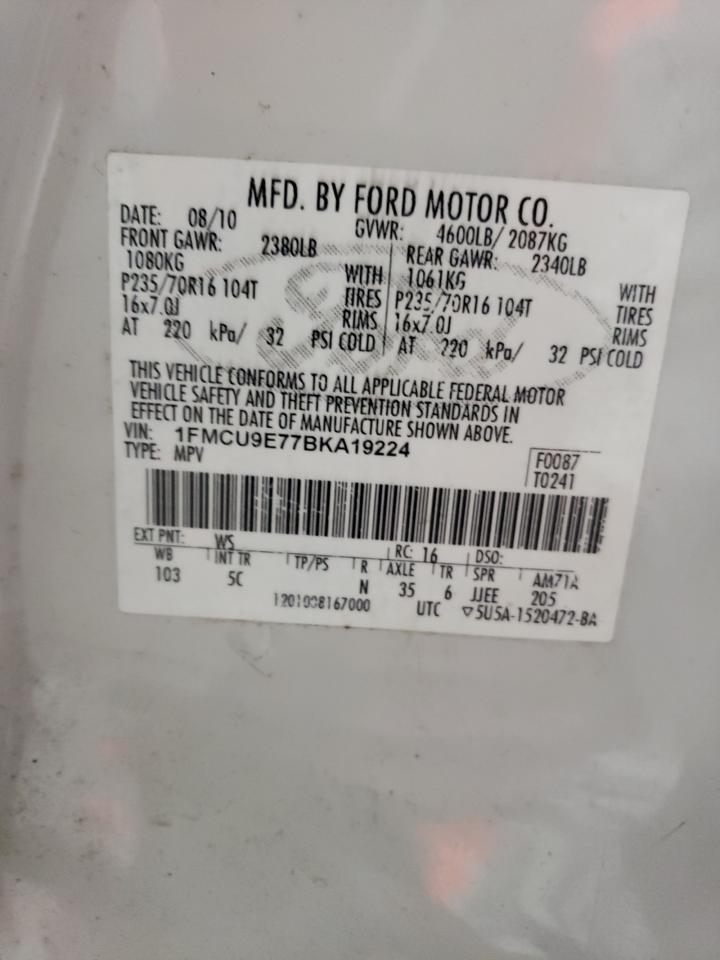 MFD. BY FORD MOTOR CO.
DATE: 08/10 GVWR: 4600LB/ 2087KG
FRONT GAWR: 2380LB REAR GAWR: 2340LB
1080KG WITH 1061KG WITH
P235/70R16 104T TIRES P235/70R16 104T TIRES
16x7.0J RIMS 16x7.0J RIMS
AT 220 kPa/ 32 PSI COLD AT 220 kPa/ 32 PSI COLD
THIS VEHICLE CONFORMS TO ALL APPLICABLE FEDERAL MOTOR
VEHICLE SAFETY AND THEFT PREVENTION STANDARDS IN
EFFECT ON THE DATE OF MANUFACTURE SHOWN ABOVE.
VIN: 1FMCU9E77BKA19224
TYPE: MPV
F0087
T0241
EXT PNT: WS RC: 16 DSO:
WB INT TR TP/PS R AXLE TR SPR AM71A
103 5C N 35 6 JJEE 205
UTC ▽5U5A-1520472-BA